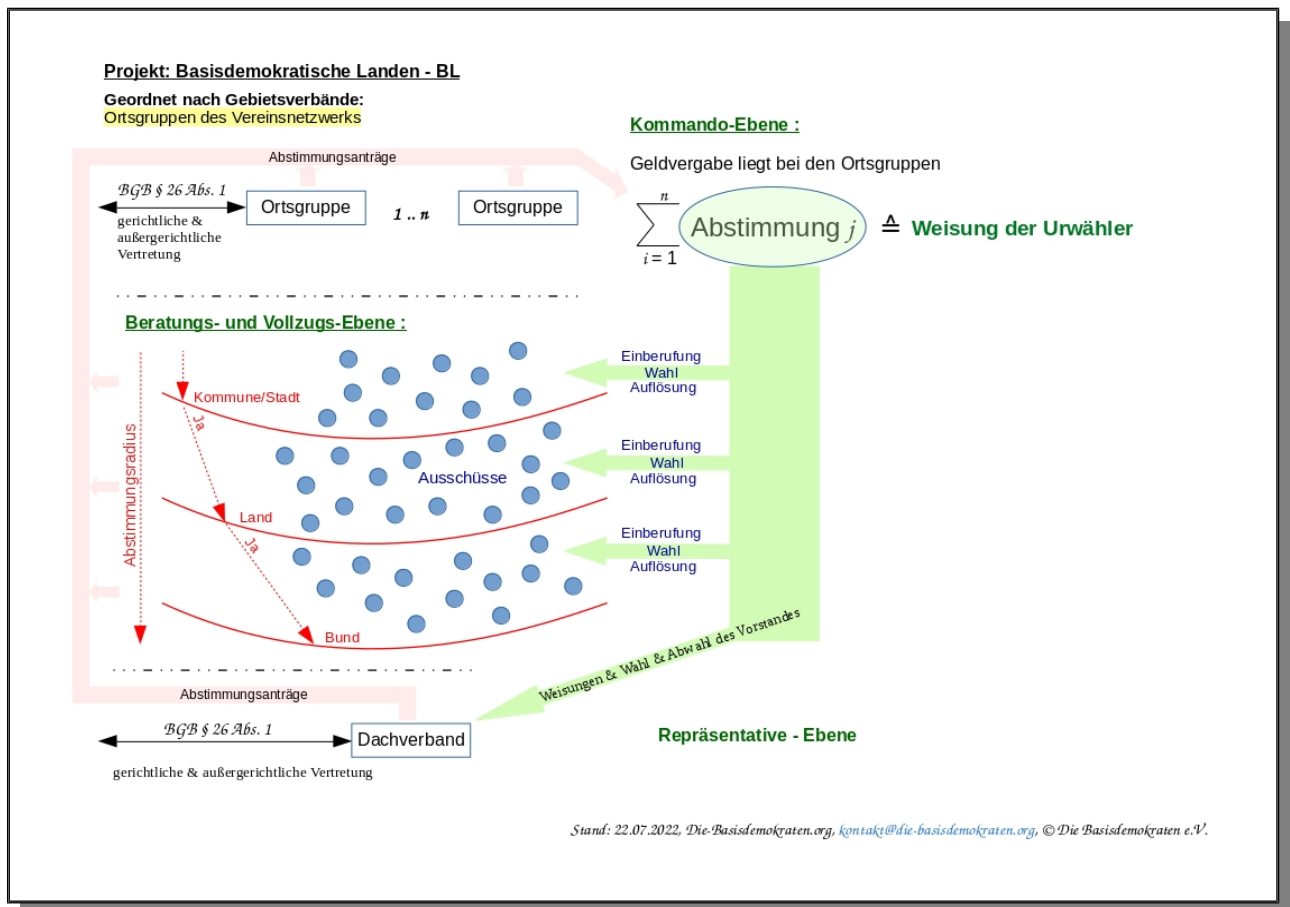 Projekt: Basisdemokratische Landen - BL
Geordnet nach Gebietsverbände:
Ortsgruppen des Vereinsnetzwerks
Kommando-Ebene :
Abstimmungsanträge
Geldvergabe liegt bei den Ortsgruppen
BGB § 26 Abs. 1
gerichtliche &
außergerichtliche
Vertretung
Ortsgruppe
1 .. n
Ortsgruppe
n
∑ Abstimmung j ≙ Weisung der Urwähler
i = 1
Beratungs- und Vollzugs-Ebene :
Einberufung
Wahl
Auflösung
Kommune/Stadt
Ja
Abstimmungsradius
Einberufung
Wahl
Auflösung
Ausschüsse
Land
Ja
Einberufung
Wahl
Auflösung
Bund
Weisungen & Wahl & Abwahl des Vorstandes
Abstimmungsanträge
BGB § 26 Abs. 1
Dachverband
Repräsentative - Ebene
gerichtliche & außergerichtliche Vertretung
Stand: 22.07.2022, Die-Basisdemokraten.org, kontakt@die-basisdemokraten.org, © Die Basisdemokraten e.V.